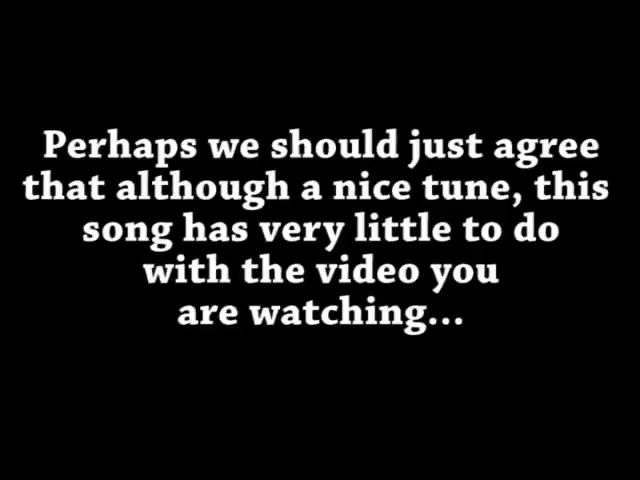 Perhaps we should just agree
that although a nice tune, this
song has very little to do
with the video you
are watching...